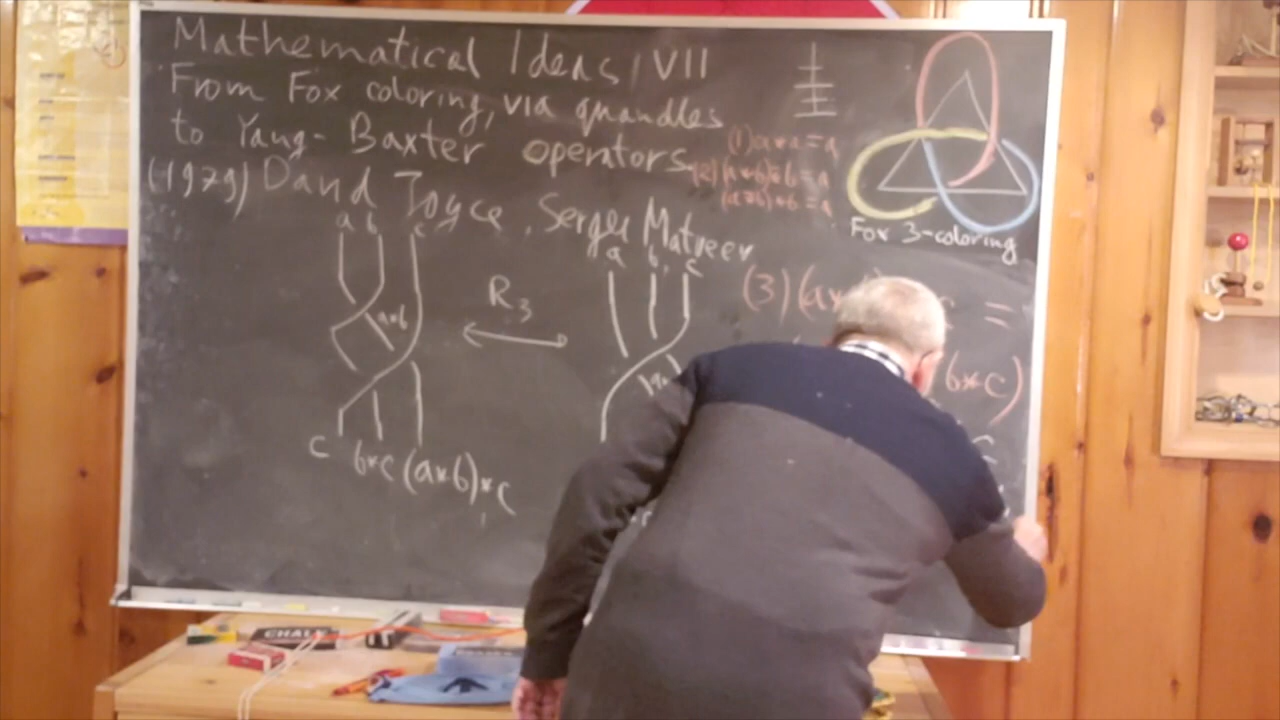 Mathematical Ideas VII
From Fox coloring, via quandles
to Yang-Baxter operators
(1979) David Joyce, Sergei Matveev
(1) a*a=a
(2) (a*b)*̄b=a
(a*̄b)*b=a
Fox 3-coloring
a b c
a*b
R3
c b*c (a*b)*c
a b c
(3) (a* =
b*c)
CHALK